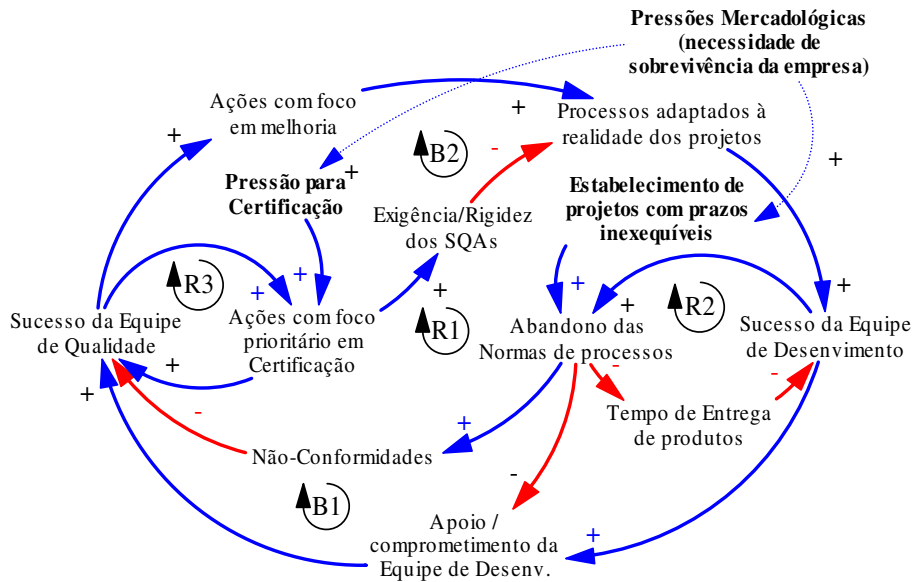 Pressões Mercadológicas
(necessidade de
sobrevivência da empresa)
Ações com foco
em melhoria
+
+
Processos adaptados à
realidade dos projetos
+
B2
-
+
Pressão para
Certificação
Estabelecimento de
projetos com prazos
inexequíveis
+
Exigência/Rigidez
dos SQAs
R3
+
+
+
+
+
R2
+
Sucesso da Equipe
de Qualidade
Ações com foco
prioritário em
Certificação
R1
Abandono das
Normas de processos
Sucesso da Equipe
de Desenvimento
+
+
-
-
-
Tempo de Entrega
de produtos
+
Não-Conformidades
-
B1
Apoio /
comprometimento da
Equipe de Desenv.
+